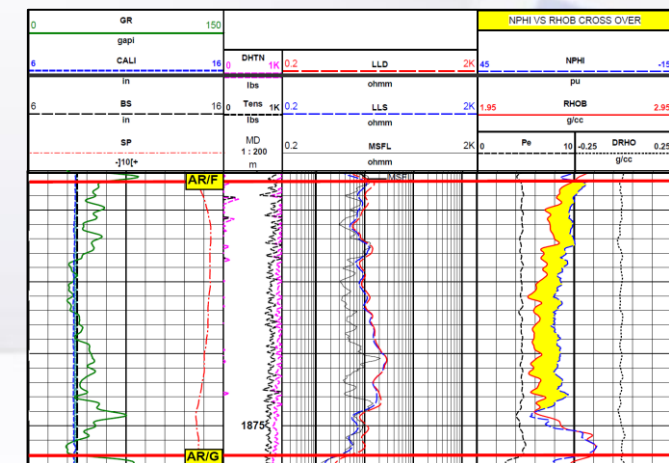 NPHI VS RHOB CROSS OVER
0 GR 150
gapi
6 CALI 16
in
0 DHTN 1K
lbs
0.2 LLD 2K
ohmm
45 NPHI -15
pu
6 BS 16
in
0 Tens 1K
lbs
0.2 LLS 2K
ohmm
1.95 RHOB 2.95
g/cc
SP
-]10[+
MD
1 : 200
m
0.2 MSFL 2K
ohmm
0 Pe 10
-0.25 DRHO 0.25
g/cc
MSFL
AR/F
1875
AR/G